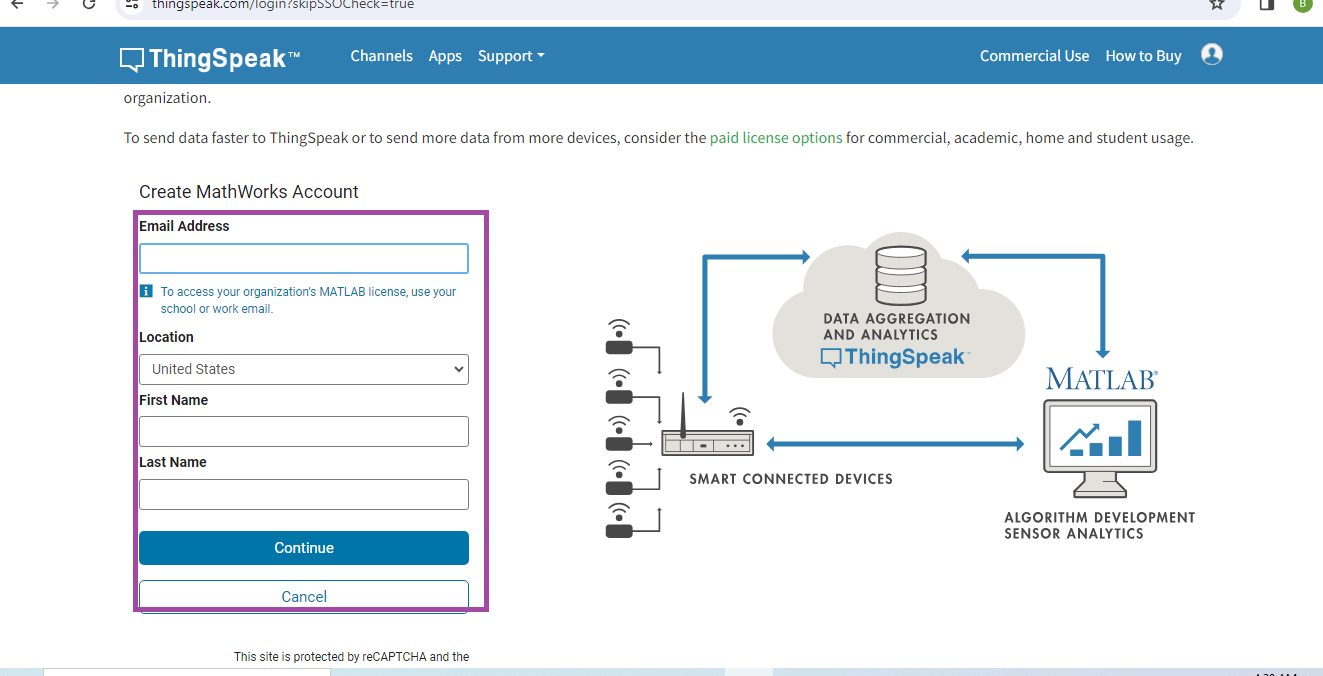 thingspeak.com/login?skipSSOCheck=true
B
ThingSpeak™ Channels Apps Support Commercial Use How to Buy
organization.
To send data faster to ThingSpeak or to send more data from more devices, consider the paid license options for commercial, academic, home and student usage.
Create MathWorks Account
Email Address
To access your organization's MATLAB license, use your
school or work email.
Location
United States
First Name
Last Name
Continue
Cancel
This site is protected by reCAPTCHA and the
DATA AGGREGATION
AND ANALYTICS
ThingSpeak™
MATLAB®
SMART CONNECTED DEVICES
ALGORITHM DEVELOPMENT
SENSOR ANALYTICS